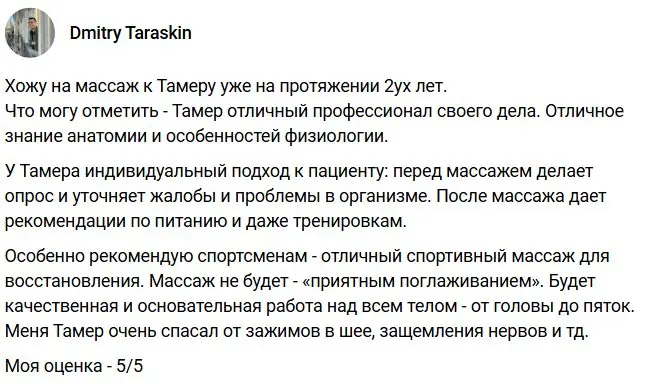 Dmitry Taraskin
Хожу на массаж к Тамеру уже на протяжении 2ух лет.
Что могу отметить - Тамер отличный профессионал своего дела. Отличное
знание анатомии и особенностей физиологии.
У Тамера индивидуальный подход к пациенту: перед массажем делает
опрос и уточняет жалобы и проблемы в организме. После массажа дает
рекомендации по питанию и даже тренировкам.
Особенно рекомендую спортсменам - отличный спортивный массаж для
восстановления. Массаж не будет - «приятным поглаживанием». Будет
качественная и основательная работа над всем телом - от головы до пяток.
Меня Тамер очень спасал от зажимов в шее, защемления нервов и тд.
Моя оценка - 5/5